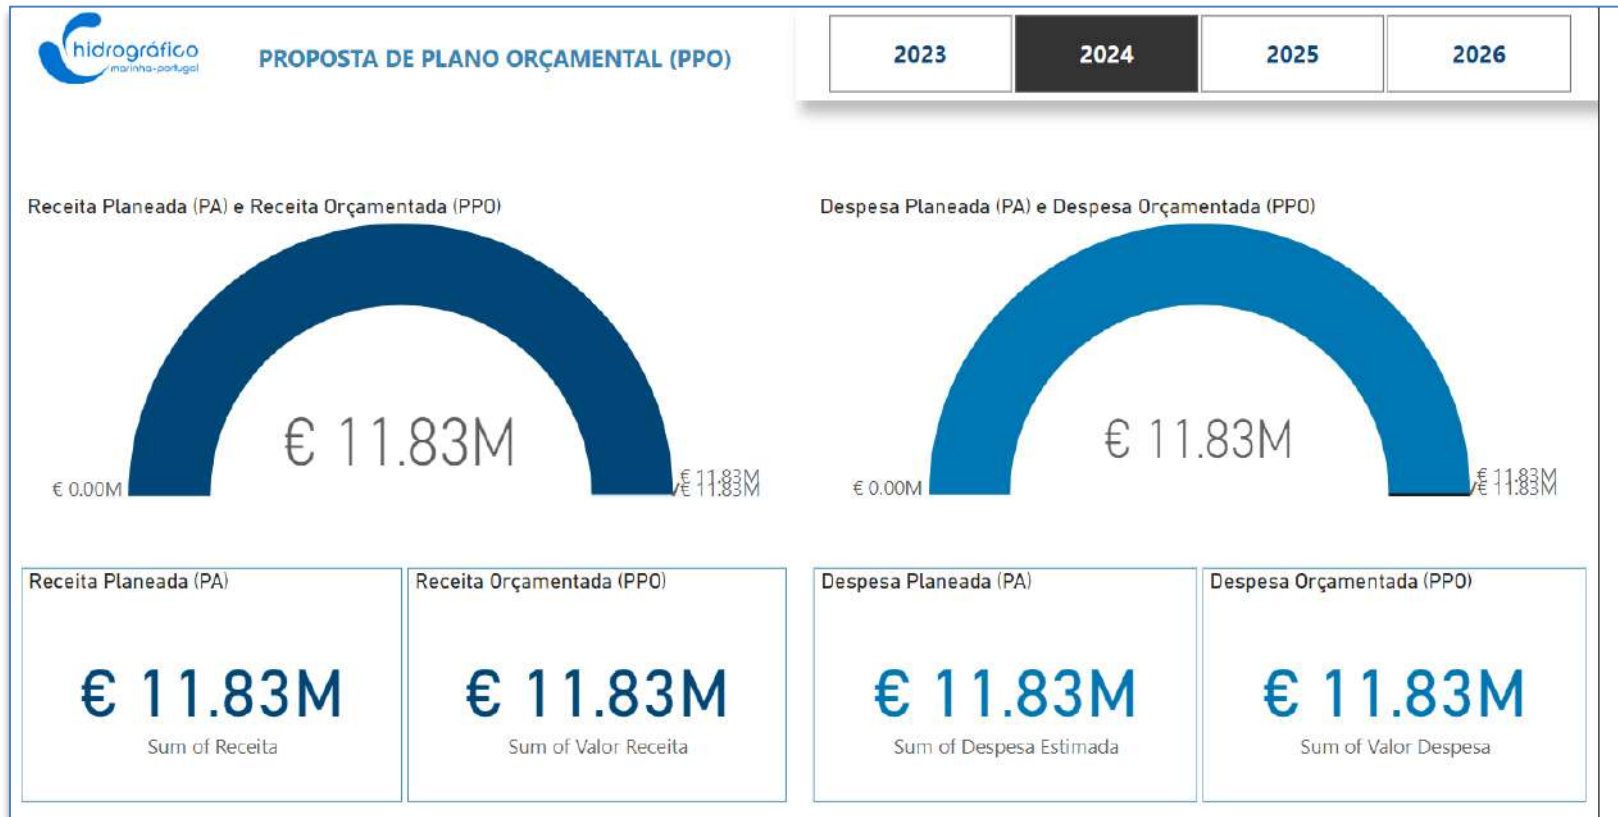 hidrográfico
marinha-portugal
PROPOSTA DE PLANO ORÇAMENTAL (PPO)
2023
2024
2025
2026
Receita Planeada (PA) e Receita Orçamentada (PPO)
€ 11.83M
€ 0.00M
€ 11.83M
€ 11.83M
Despesa Planeada (PA) e Despesa Orçamentada (PPO)
€ 11.83M
€ 0.00M
€ 11.83M
€ 11.83M
Receita Planeada (PA)
€ 11.83M
Sum of Receita
Receita Orçamentada (PPO)
€ 11.83M
Sum of Valor Receita
Despesa Planeada (PA)
€ 11.83M
Sum of Despesa Estimada
Despesa Orçamentada (PPO)
€ 11.83M
Sum of Valor Despesa